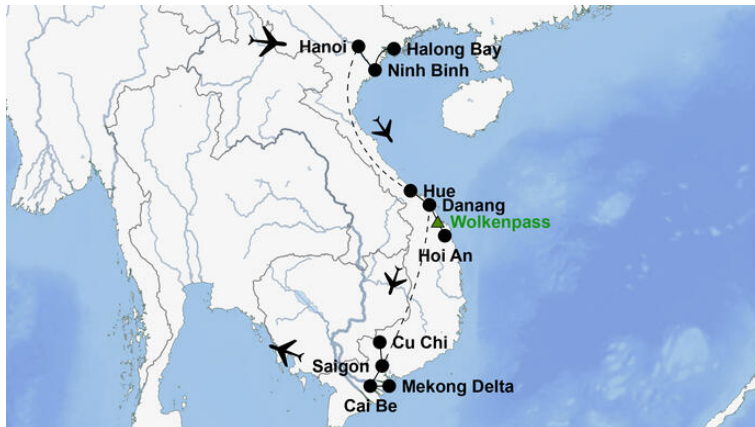 Hanoi
Halong Bay
Ninh Binh
Hue
Danang
Wolkenpass
Hoi An
Cu Chi
Saigon
Mekong Delta
Cai Be